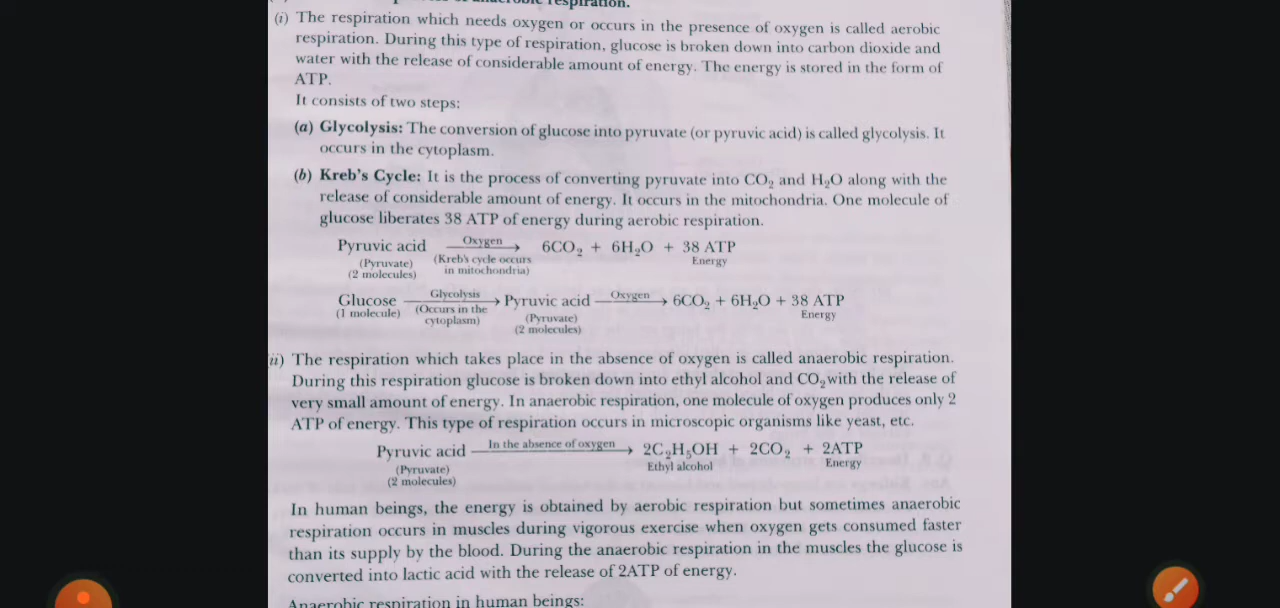 respiration.
(i) The respiration which needs oxygen or occurs in the presence of oxygen is called aerobic
respiration. During this type of respiration, glucose is broken down into carbon dioxide and
water with the release of considerable amount of energy. The energy is stored in the form of
ATP.
It consists of two steps:
(a) Glycolysis: The conversion of glucose into pyruvate (or pyruvic acid) is called glycolysis. It
occurs in the cytoplasm.
(b) Kreb's Cycle: It is the process of converting pyruvate into CO₂ and H₂O along with the
release of considerable amount of energy. It occurs in the mitochondria. One molecule of
glucose liberates 38 ATP of energy during aerobic respiration.
Pyruvic acid Oxygen → 6CO₂ + 6H₂O + 38 ATP
(Pyruvate) (Kreb's cycle occurs Energy
(2 molecules) in mitochondria)
Glucose Glycolysis → Pyruvic acid Oxygen → 6CO₂ + 6H₂O + 38 ATP
(1 molecule) (Occurs in the (Pyruvate) Energy
cytoplasm) (2 molecules)
ii) The respiration which takes place in the absence of oxygen is called anaerobic respiration.
During this respiration glucose is broken down into ethyl alcohol and CO₂with the release of
very small amount of energy. In anaerobic respiration, one molecule of oxygen produces only 2
ATP of energy. This type of respiration occurs in microscopic organisms like yeast, etc.
Pyruvic acid In the absence of oxygen → 2C₂H₅OH + 2CO₂ + 2ATP
(Pyruvate) Ethyl alcohol Energy
(2 molecules)
In human beings, the energy is obtained by aerobic respiration but sometimes anaerobic
respiration occurs in muscles during vigorous exercise when oxygen gets consumed faster
than its supply by the blood. During the anaerobic respiration in the muscles the glucose is
converted into lactic acid with the release of 2ATP of energy.
Anaerobic respiration in human beings: